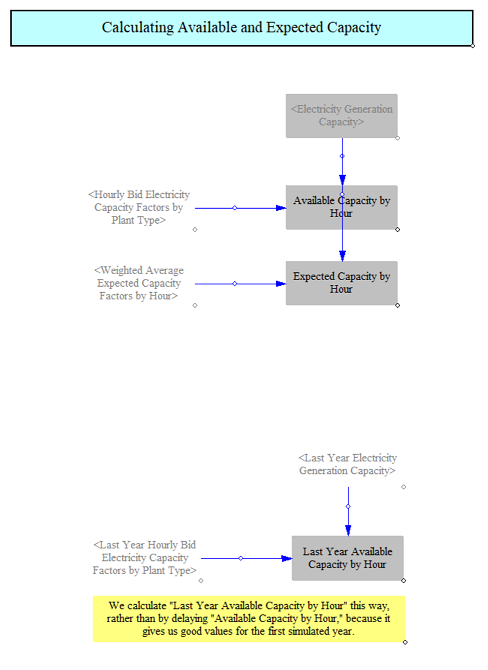 Calculating Available and Expected Capacity
<Electricity Generation
Capacity>
<Hourly Bid Electricity
Capacity Factors by
Plant Type>
Available Capacity by
Hour
<Weighted Average
Expected Capacity
Factors by Hour>
Expected Capacity by
Hour
<Last Year Electricity
Generation Capacity>
<Last Year Hourly Bid
Electricity Capacity
Factors by Plant Type>
Last Year Available
Capacity by Hour
We calculate "Last Year Available Capacity by Hour" this way,
rather than by delaying "Available Capacity by Hour," because it
gives us good values for the first simulated year.